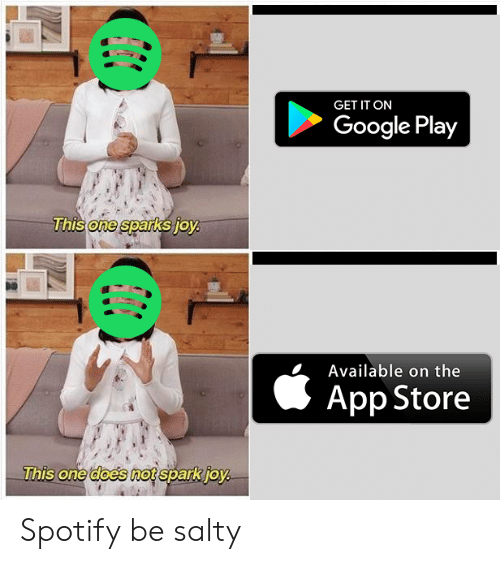 GET IT ON
Google Play
This one sparks joy.
Available on the
App Store
This one does not spark joy.
Spotify be salty